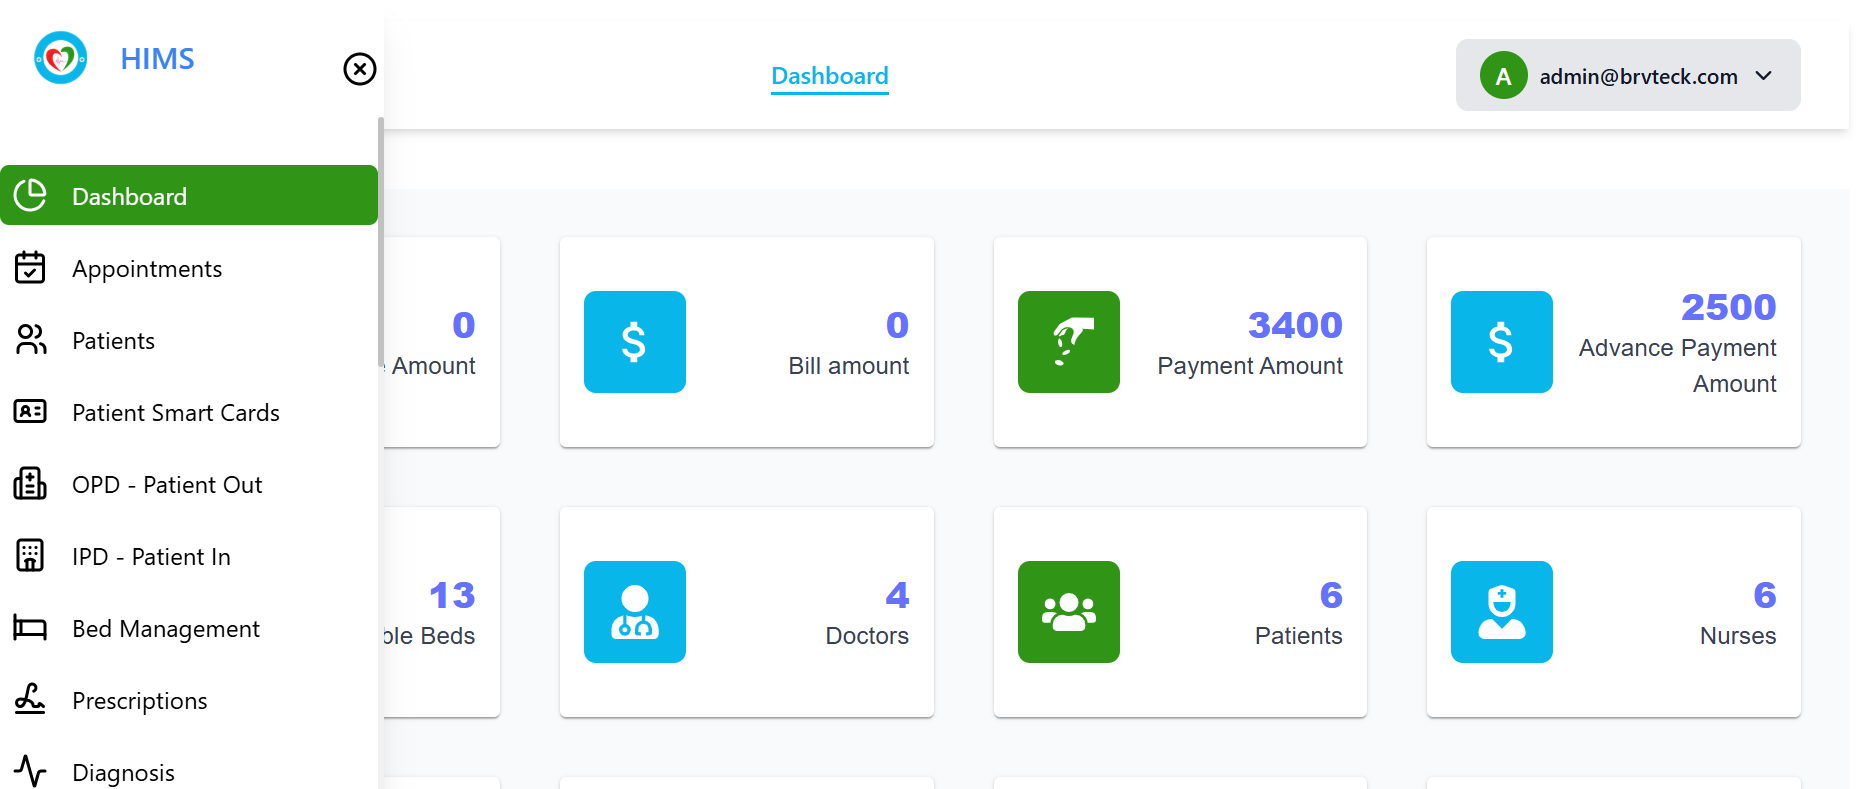 HIMS
Dashboard
A admin@brvteck.com
Dashboard
Appointments
Patients
Patient Smart Cards
OPD - Patient Out
IPD - Patient In
Bed Management
Prescriptions
Diagnosis
0
Amount
0
Bill amount
3400
Payment Amount
2500
Advance Payment
Amount
13
Beds
4
Doctors
6
Patients
6
Nurses